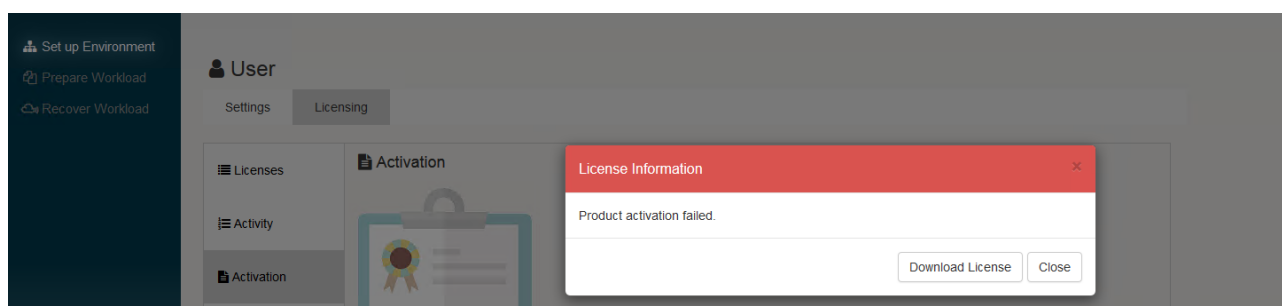 Set up Environment
Prepare Workload
Recover Workload
User
Settings
Licensing
Licenses
Activity
Activation
Activation
License Information
×
Product activation failed.
Download License
Close